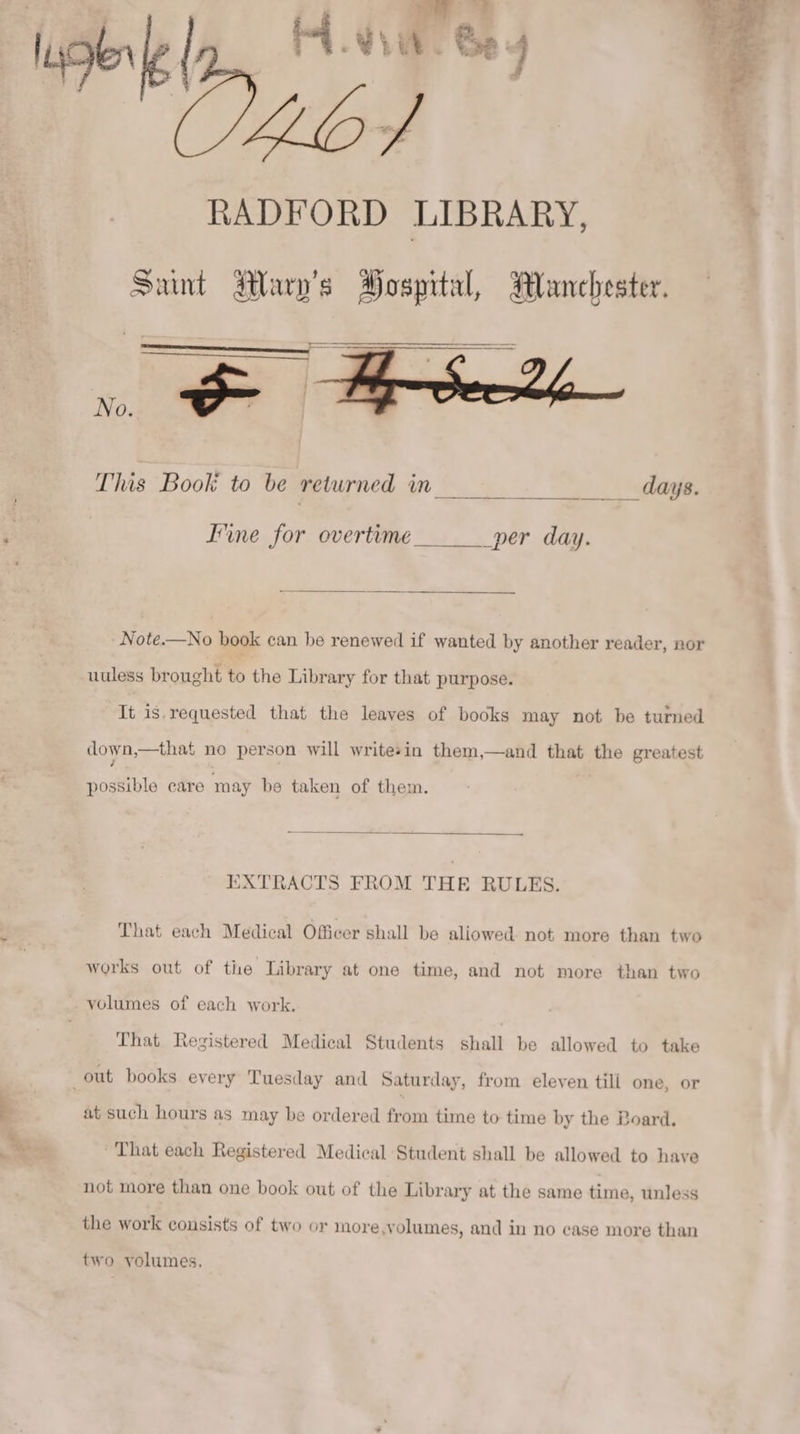 H.
0461
RADFORD LIBRARY,
Saint Mary's Hospital, Manchester.
No.
This Book to be returned in ______ days.
Fine for overtime ______ per day.
Note.—No book can be renewed if wanted by another reader, nor
uuless brought to the Library for that purpose.
It is requested that the leaves of books may not be turned
down,—that no person will write in them,—and that the greatest
possible care may be taken of them.
EXTRACTS FROM THE RULES.
That each Medical Officer shall be allowed not more than two
works out of the Library at one time, and not more than two
volumes of each work.
That Registered Medical Students shall be allowed to take
out books every Tuesday and Saturday, from eleven till one, or
at such hours as may be ordered from time to time by the Board.
That each Registered Medical Student shall be allowed to have
not more than one book out of the Library at the same time, unless
the work consists of two or more volumes, and in no case more than
two volumes.